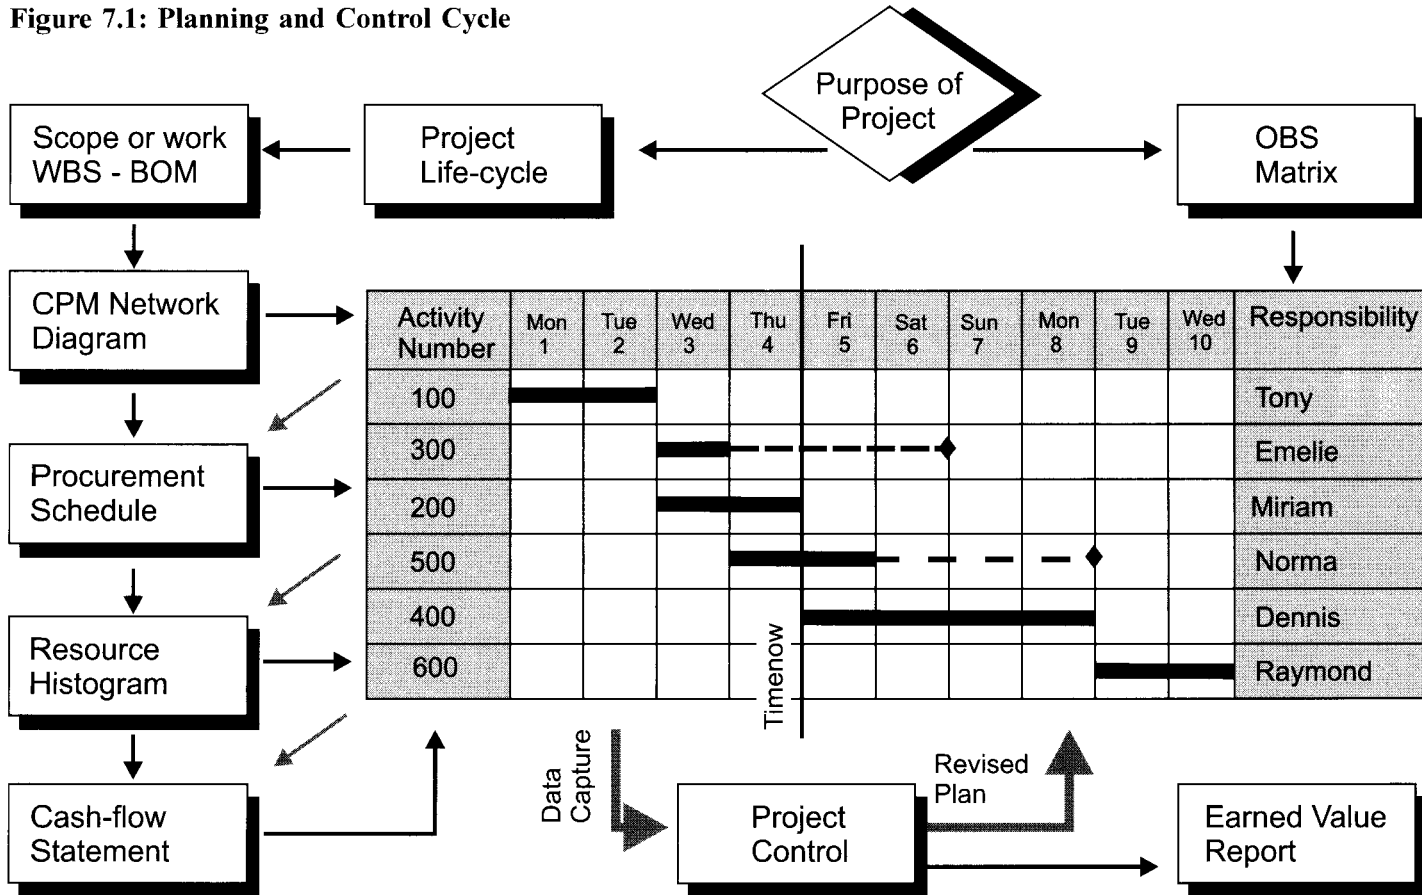 Figure 7.1: Planning and Control Cycle
Purpose of
Project
Scope or work
WBS - BOM
Project
Life-cycle
OBS
Matrix
CPM Network
Diagram
Activity
Number
Mon
1
Tue
2
Wed
3
Thu
4
Fri
5
Sat
6
Sun
7
Mon
8
Tue
9
Wed
10
Responsibility
100
Tony
300
Emelie
Procurement
Schedule
200
Miriam
500
Norma
400
Dennis
Resource
Histogram
600
Raymond
Timenow
Data
Capture
Revised
Plan
Cash-flow
Statement
Project
Control
Earned Value
Report